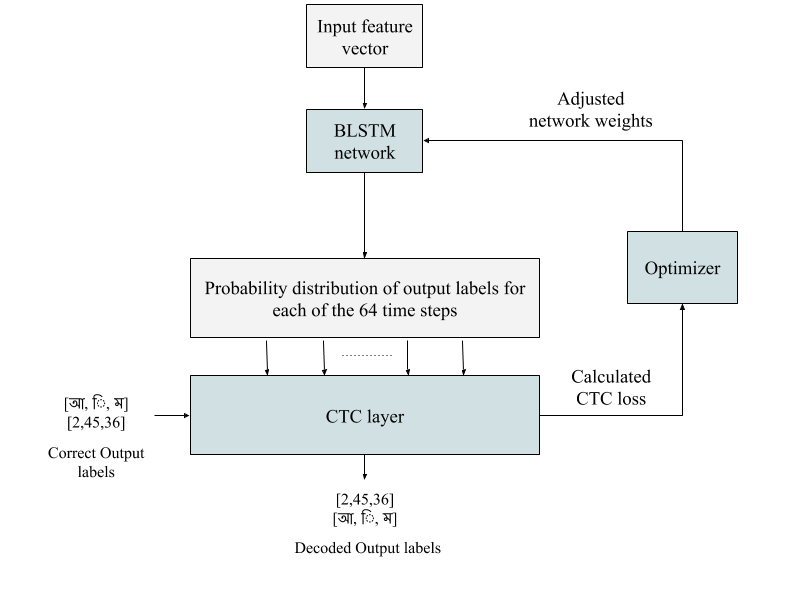 Input feature
vector
BLSTM
network
Adjusted
network weights
Optimizer
Probability distribution of output labels for
each of the 64 time steps
Calculated
CTC loss
CTC layer
[आ, ि, म]
[2,45,36]
Correct Output
labels
[2,45,36]
[आ, ि, म]
Decoded Output labels